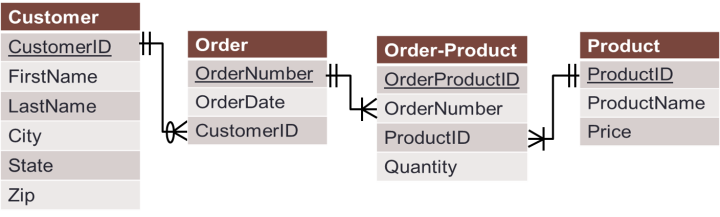 Customer
CustomerID
FirstName
LastName
City
State
Zip
Order
OrderNumber
OrderDate
CustomerID
Order-Product
OrderProductID
OrderNumber
ProductID
Quantity
Product
ProductID
ProductName
Price